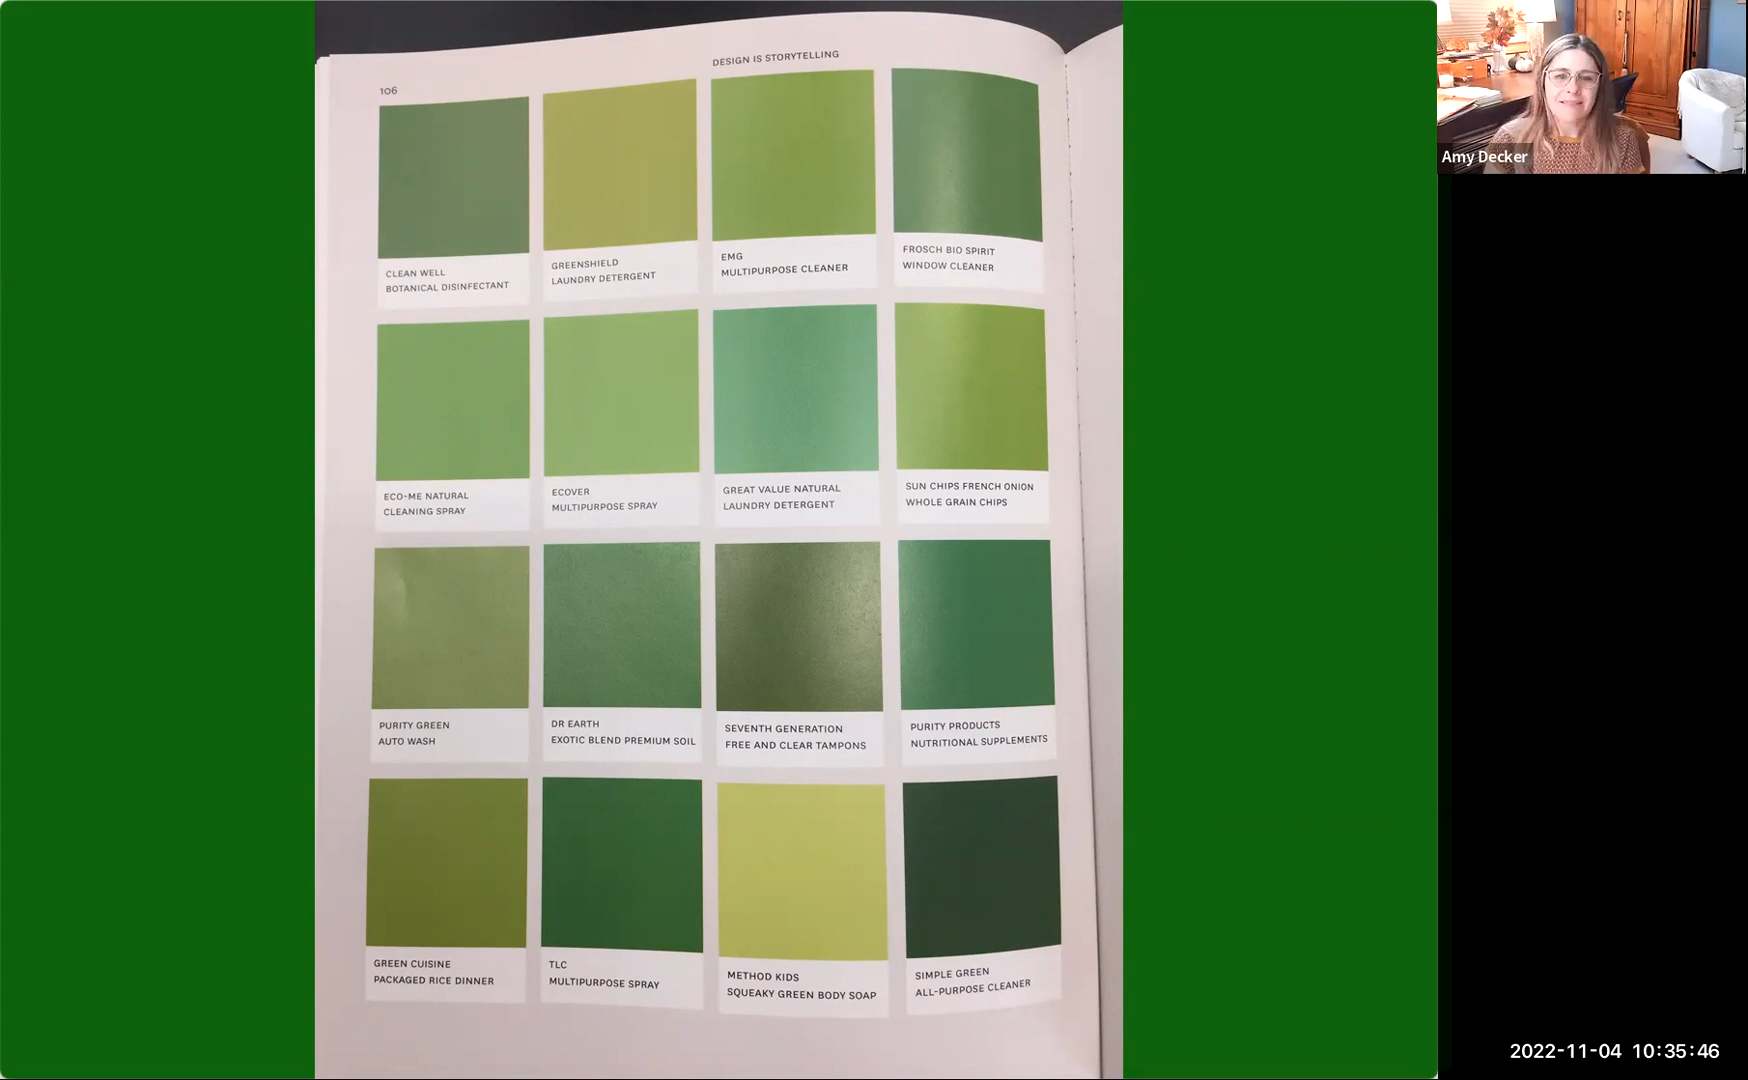 DESIGN IS STORYTELLING
106
CLEAN WELL
BOTANICAL DISINFECTANT
GREENSHIELD
LAUNDRY DETERGENT
EMG
MULTIPURPOSE CLEANER
FROSCH BIO SPIRIT
WINDOW CLEANER
ECO-ME NATURAL
CLEANING SPRAY
ECOVER
MULTIPURPOSE SPRAY
GREAT VALUE NATURAL
LAUNDRY DETERGENT
SUN CHIPS FRENCH ONION
WHOLE GRAIN CHIPS
PURITY GREEN
AUTO WASH
DR EARTH
EXOTIC BLEND PREMIUM SOIL
SEVENTH GENERATION
FREE AND CLEAR TAMPONS
PURITY PRODUCTS
NUTRITIONAL SUPPLEMENTS
GREEN CUISINE
PACKAGED RICE DINNER
TLC
MULTIPURPOSE SPRAY
METHOD KIDS
SQUEAKY GREEN BODY SOAP
SIMPLE GREEN
ALL-PURPOSE CLEANER
Amy Decker
2022-11-04 10:35:46